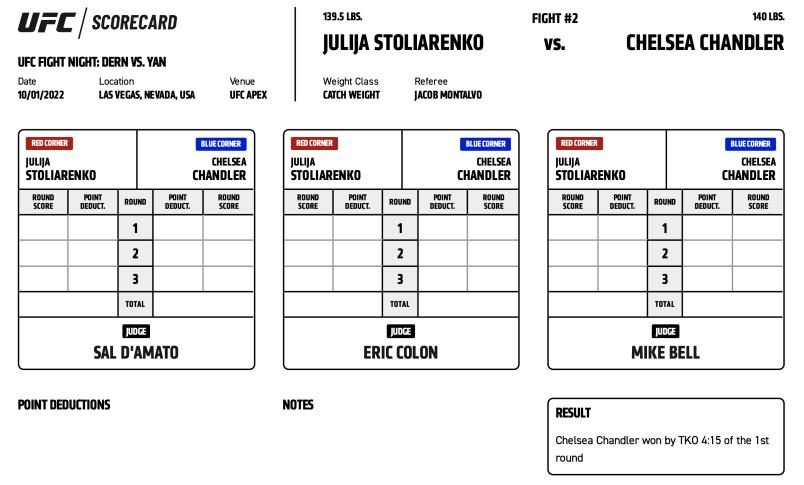 UFC / SCORECARD
UFC FIGHT NIGHT: DERN VS. YAN
Date Location Venue
10/01/2022 LAS VEGAS, NEVADA, USA UFC APEX
139.5 LBS. FIGHT #2 140 LBS.
JULIJA STOLIARENKO VS. CHELSEA CHANDLER
Weight Class Referee
CATCH WEIGHT JACOB MONTALVO
RED CORNER BLUE CORNER
JULIJA CHELSEA
STOLIARENKO CHANDLER
ROUND POINT ROUND POINT ROUND
SCORE DEDUCT. DEDUCT. SCORE
1
2
3
TOTAL
JUDGE
SAL D'AMATO
RED CORNER BLUE CORNER
JULIJA CHELSEA
STOLIARENKO CHANDLER
ROUND POINT ROUND POINT ROUND
SCORE DEDUCT. DEDUCT. SCORE
1
2
3
TOTAL
JUDGE
ERIC COLON
RED CORNER BLUE CORNER
JULIJA CHELSEA
STOLIARENKO CHANDLER
ROUND POINT ROUND POINT ROUND
SCORE DEDUCT. DEDUCT. SCORE
1
2
3
TOTAL
JUDGE
MIKE BELL
POINT DEDUCTIONS
NOTES
RESULT
Chelsea Chandler won by TKO 4:15 of the 1st
round